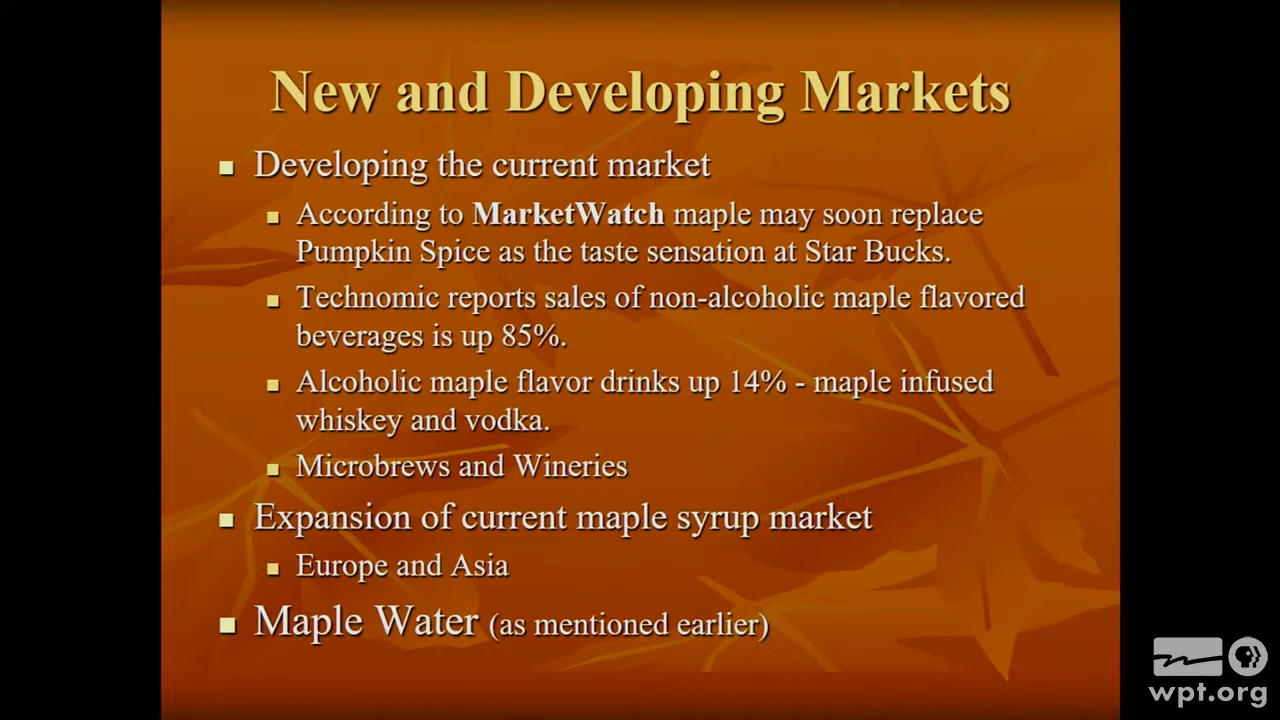 New and Developing Markets
Developing the current market
According to MarketWatch maple may soon replace
Pumpkin Spice as the taste sensation at Star Bucks.
Technomic reports sales of non-alcoholic maple flavored
beverages is up 85%.
Alcoholic maple flavor drinks up 14% - maple infused
whiskey and vodka.
Microbrews and Wineries
Expansion of current maple syrup market
Europe and Asia
Maple Water (as mentioned earlier)
wpt.org